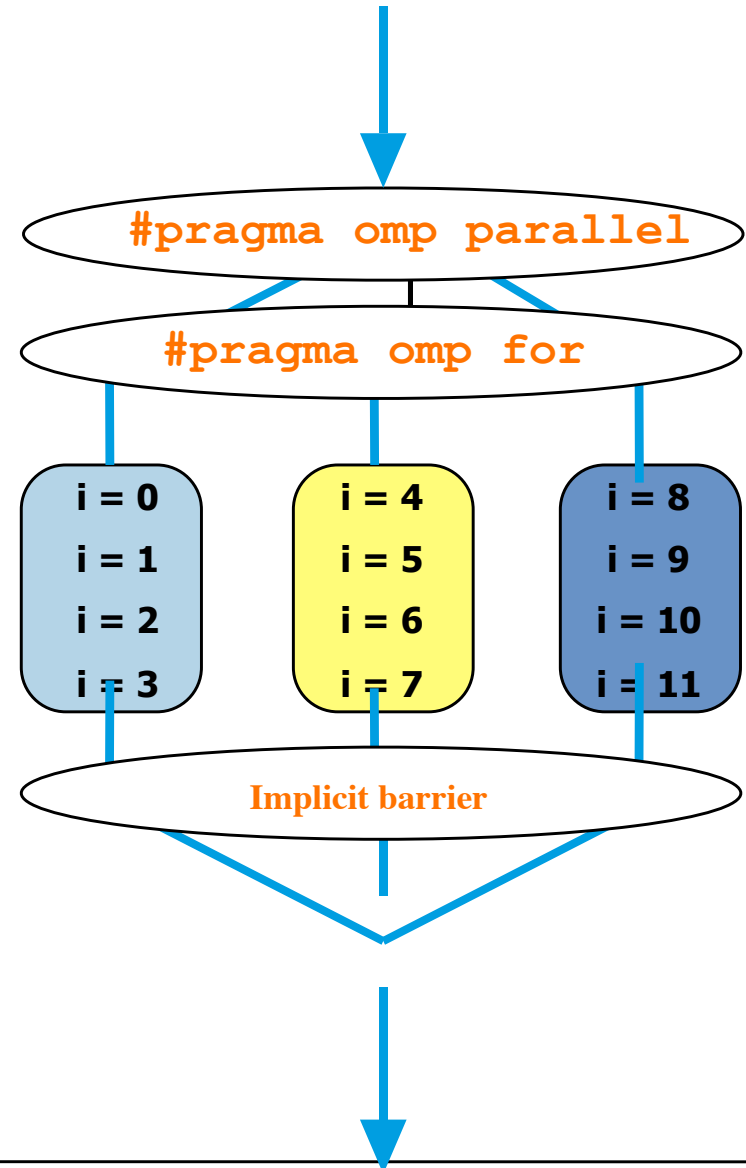 #pragma omp parallel
#pragma omp for
i = 0
i = 1
i = 2
i = 3
i = 4
i = 5
i = 6
i = 7
i = 8
i = 9
i = 10
i = 11
Implicit barrier